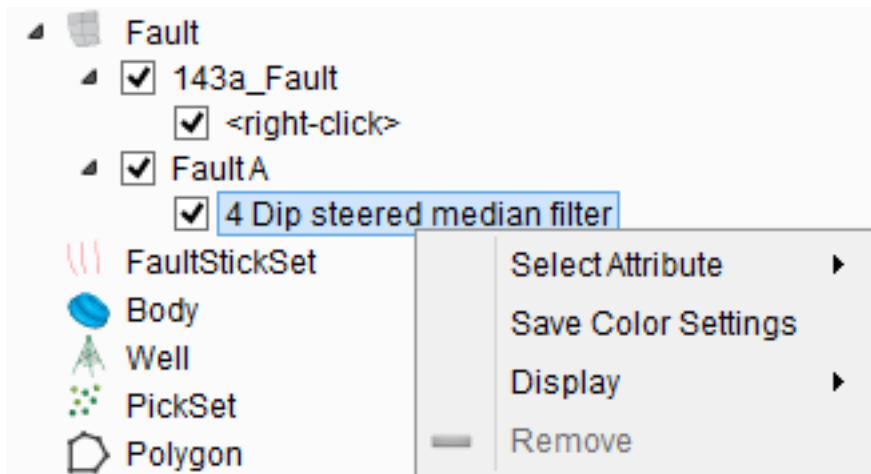 Fault
143a_Fault
<right-click>
Fault A
4 Dip steered median filter
FaultStickSet
Body
Well
PickSet
Polygon
Select Attribute
Save Color Settings
Display
Remove